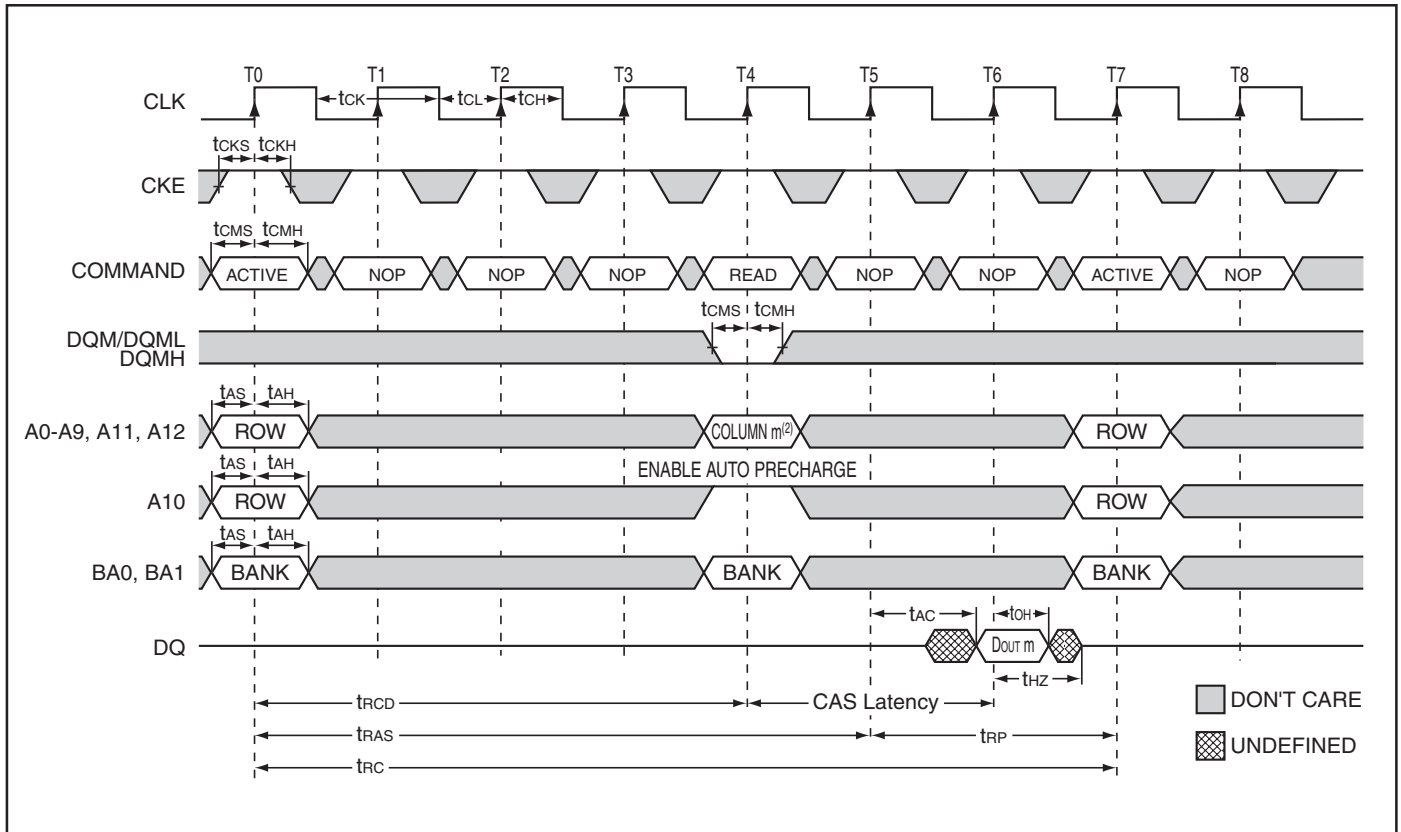 T0 T1 T2 T3 T4 T5 T6 T7 T8
CLK
tCK tCL tCH
tCKS tCKH
CKE
tCMS tCMH
COMMAND ACTIVE NOP NOP NOP READ NOP NOP ACTIVE NOP
tCMS tCMH
DQM/DQML
DQMH
tAS tAH
A0-A9, A11, A12 ROW COLUMN m(2) ROW
tAS tAH ENABLE AUTO PRECHARGE
A10 ROW ROW
tAS tAH
BA0, BA1 BANK BANK BANK
tAC tOH
DQ DOUT m
tHZ
tRCD CAS Latency
DON'T CARE
tRAS tRP
UNDEFINED
tRC